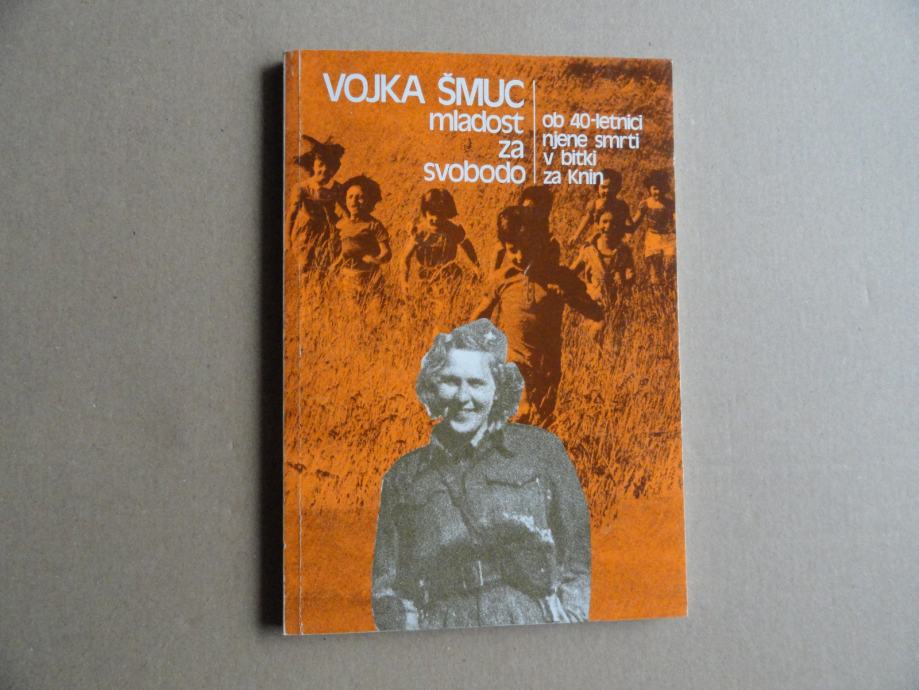 VOJKA ŠMUC
mladost
za
svobodo
ob 40-letnici
njene smrti
v bitki
za Knin